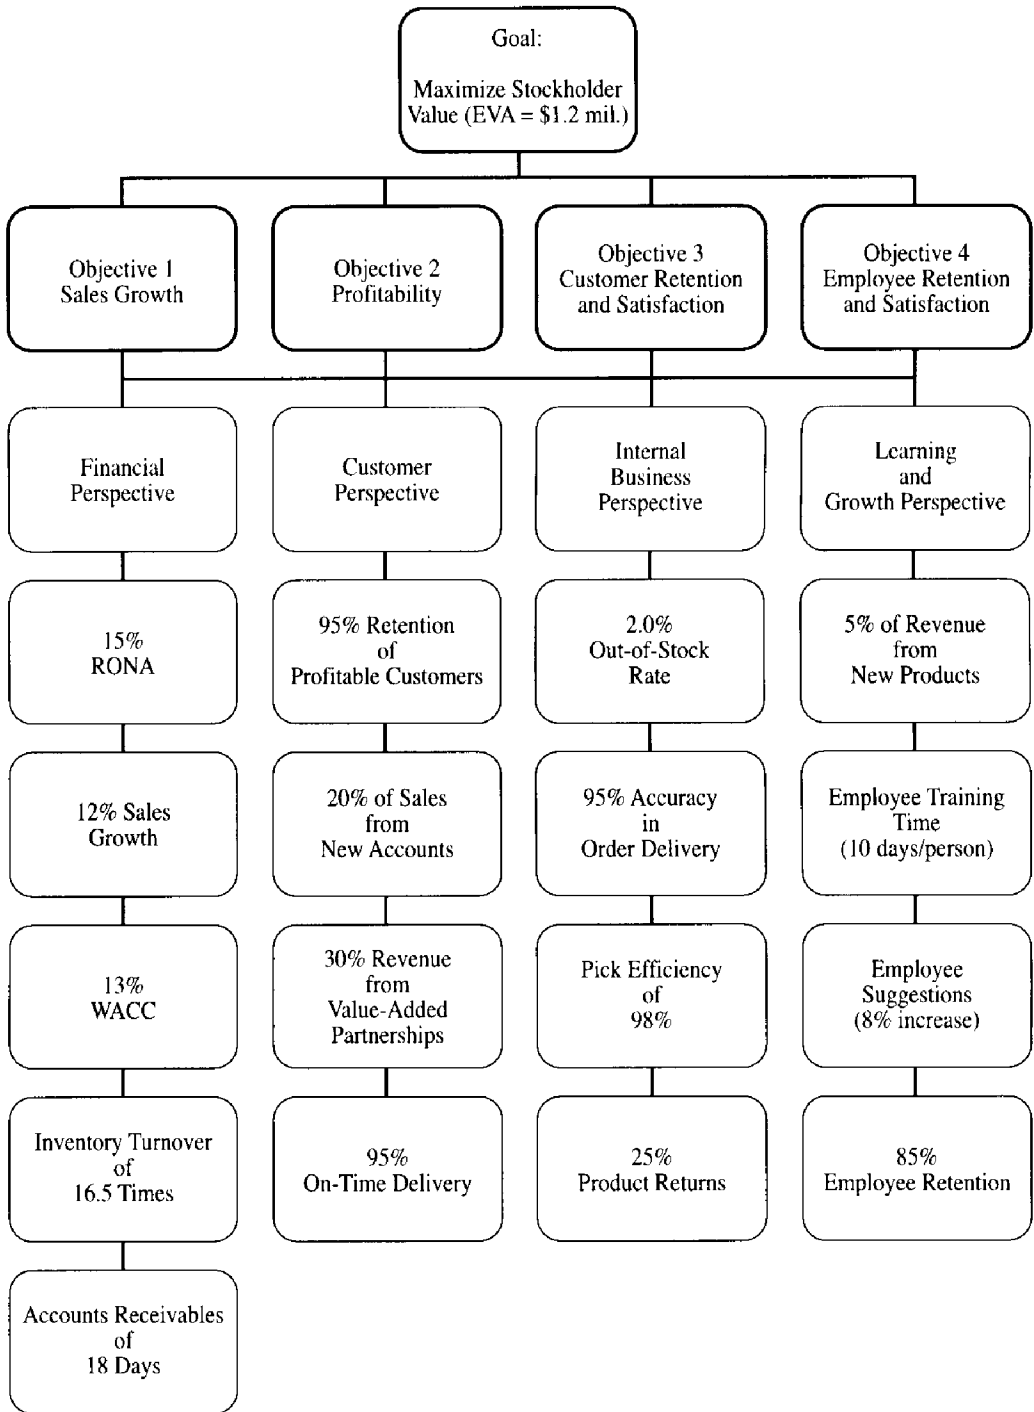 Goal:
Maximize Stockholder
Value (EVA = $1.2 mil.)
Objective 1
Sales Growth
Objective 2
Profitability
Objective 3
Customer Retention
and Satisfaction
Objective 4
Employee Retention
and Satisfaction
Financial
Perspective
Customer
Perspective
Internal
Business
Perspective
Learning
and
Growth Perspective
15%
RONA
95% Retention
of
Profitable Customers
2.0%
Out-of-Stock
Rate
5% of Revenue
from
New Products
12% Sales
Growth
20% of Sales
from
New Accounts
95% Accuracy
in
Order Delivery
Employee Training
Time
(10 days/person)
13%
WACC
30% Revenue
from
Value-Added
Partnerships
Pick Efficiency
of
98%
Employee
Suggestions
(8% increase)
Inventory Turnover
of
16.5 Times
95%
On-Time Delivery
25%
Product Returns
85%
Employee Retention
Accounts Receivables
of
18 Days